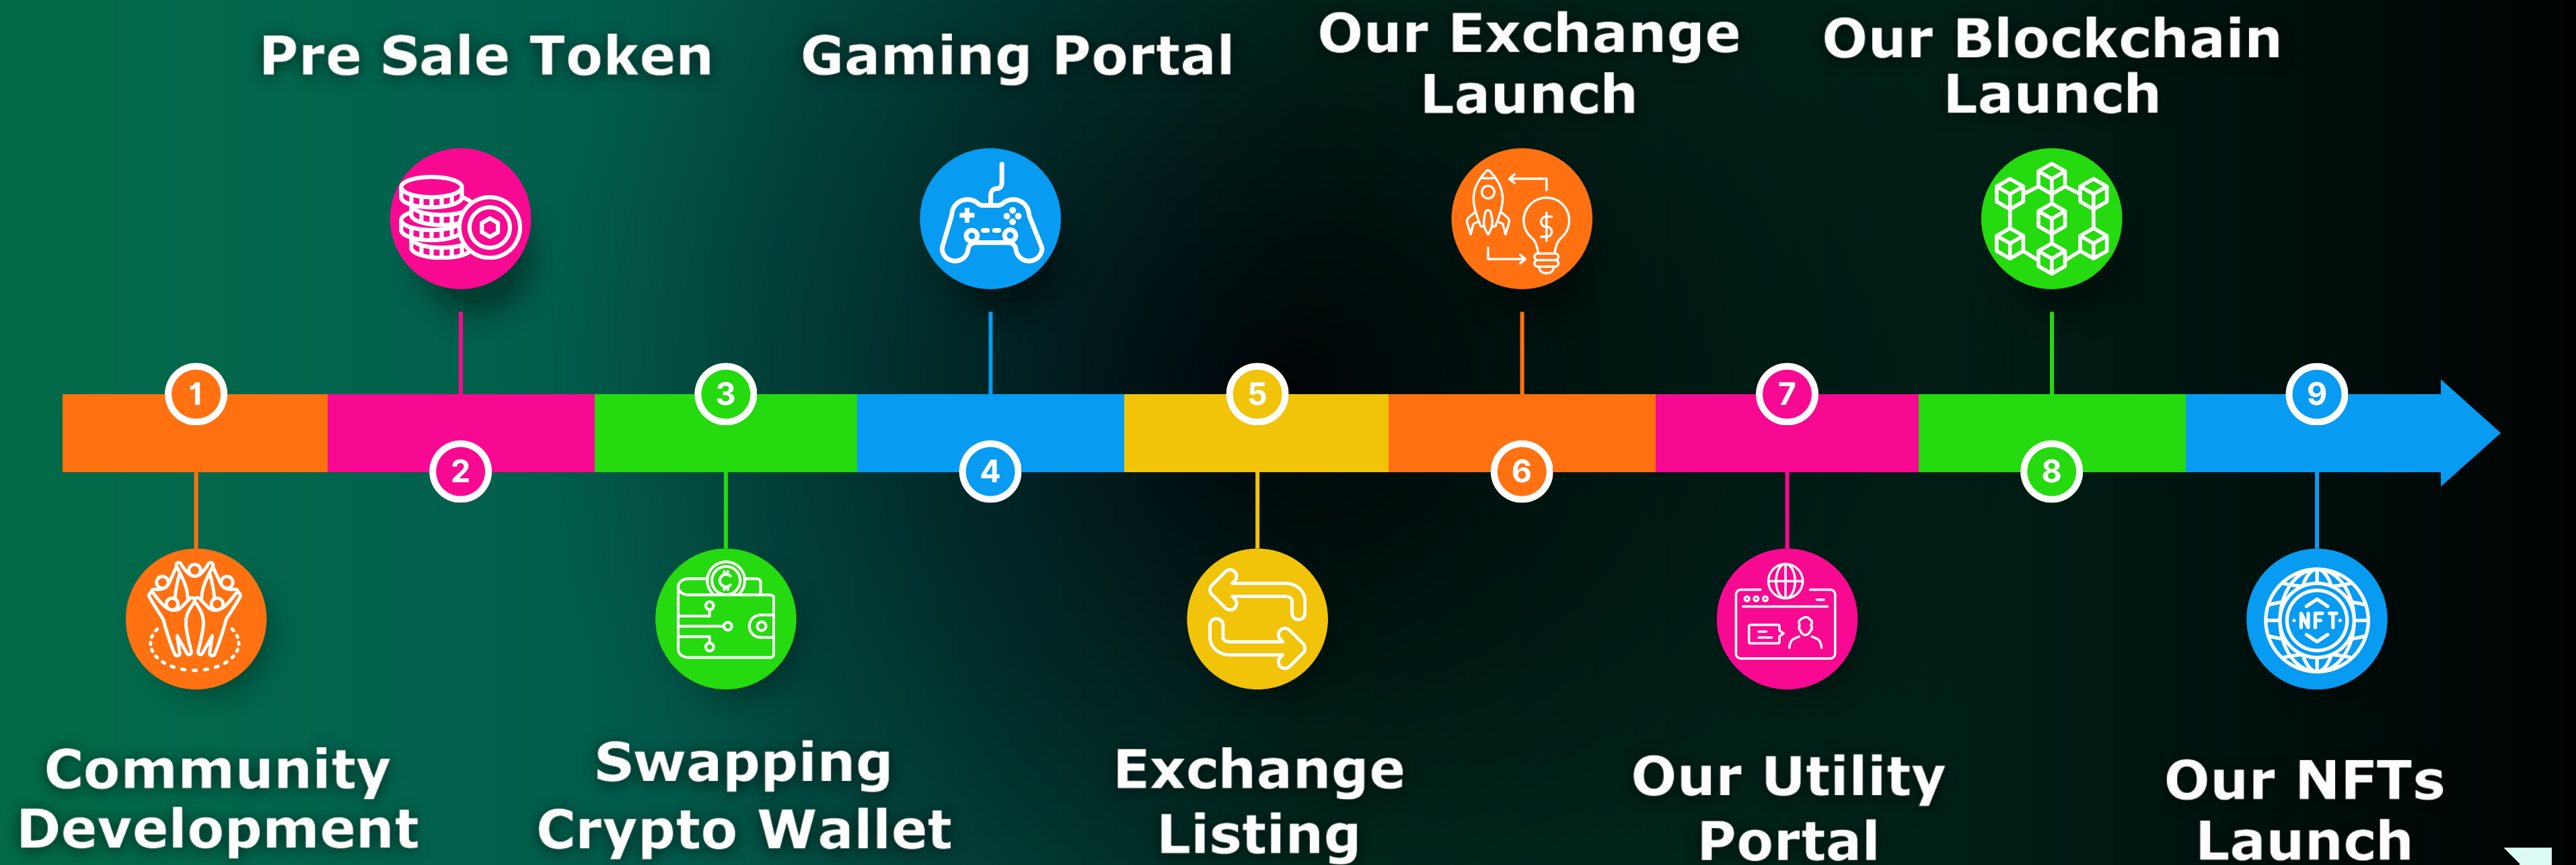 Pre Sale Token
Gaming Portal
Our Exchange
Launch
Our Blockchain
Launch
1
2
3
4
5
6
7
8
9
$
₵
NFT
Community
Development
Swapping
Crypto Wallet
Exchange
Listing
Our Utility
Portal
Our NFTs
Launch